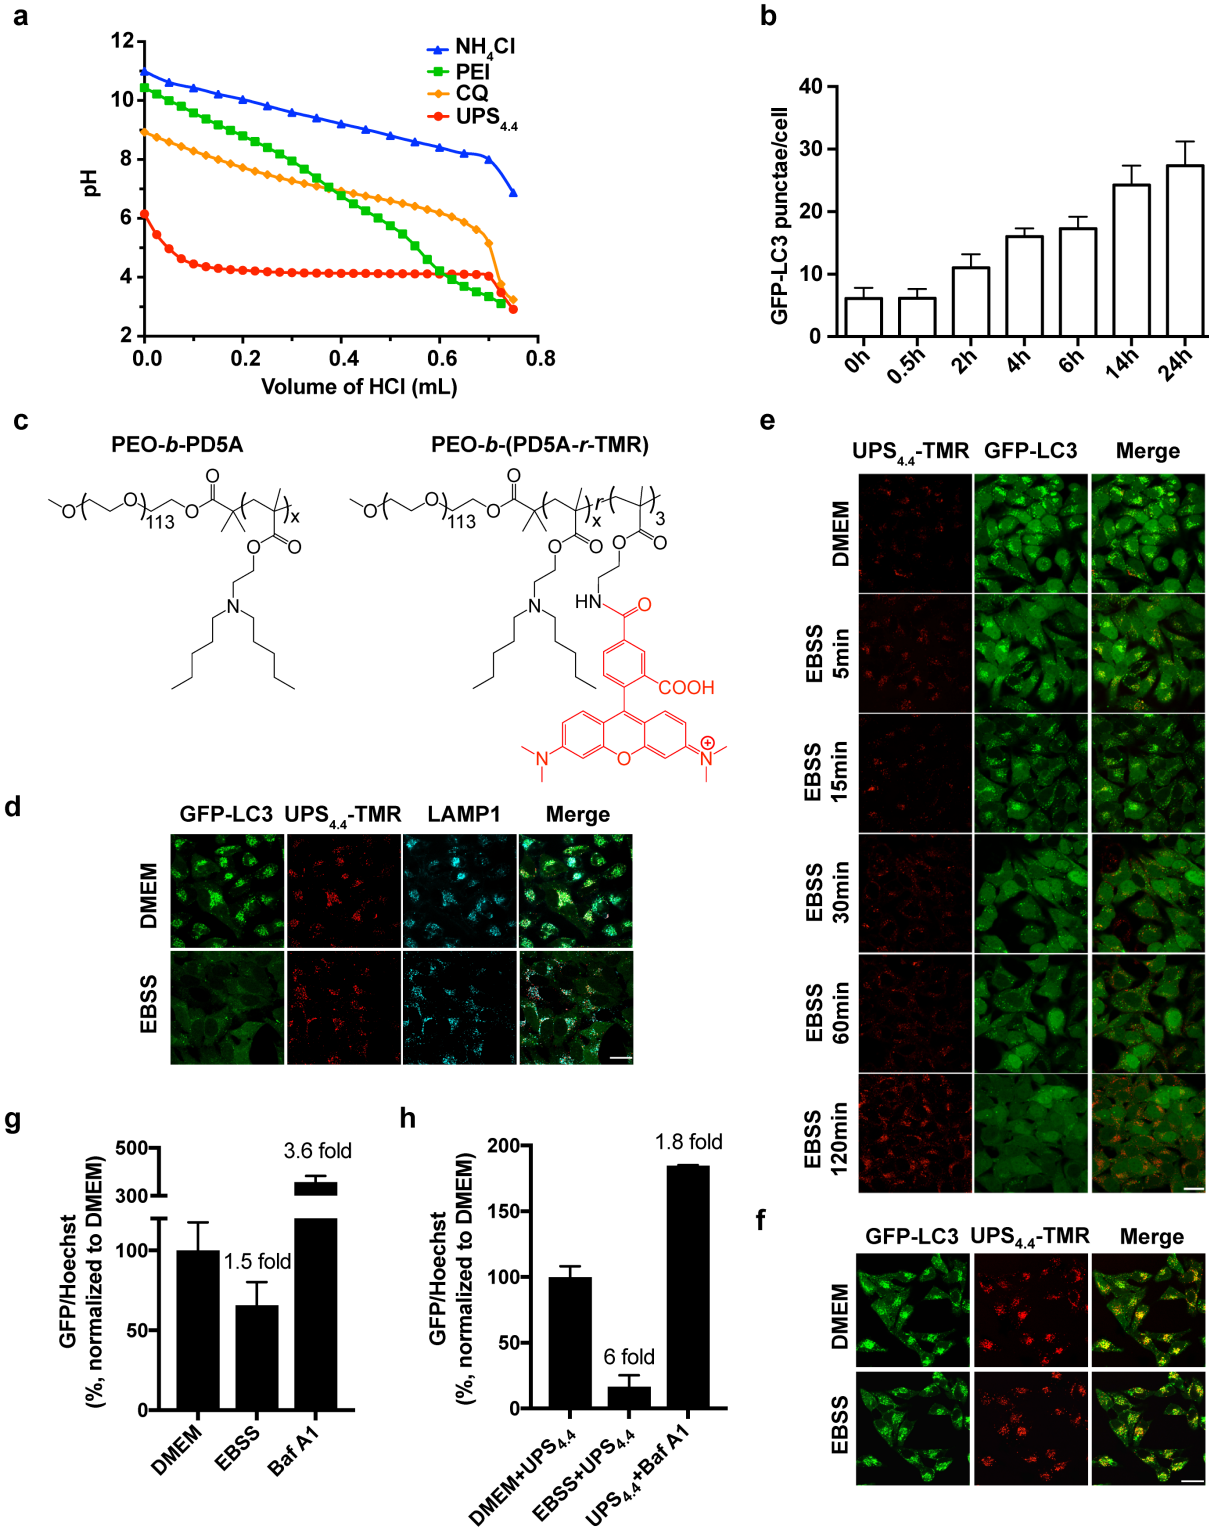 a
12
10
8
6
4
2
pH
0.0 0.2 0.4 0.6 0.8
Volume of HCl (mL)
NH4Cl
PEI
CQ
UPS4.4
b
40
30
20
10
0
GFP-LC3 punctae/cell
0h 0.5h 2h 4h 6h 14h 24h
c
PEO-b-PD5A
PEO-b-(PD5A-r-TMR)
O O 113 O O x O O N
O O 113 O O x r 3 O O O O N HN O COOH N O N
d
GFP-LC3 UPS4.4-TMR LAMP1 Merge
DMEM
EBSS
e
UPS4.4-TMR GFP-LC3 Merge
DMEM
EBSS
5min
EBSS
15min
EBSS
30min
EBSS
60min
EBSS
120min
f
GFP-LC3 UPS4.4-TMR Merge
DMEM
EBSS
g
GFP/Hoechst
(%, normalized to DMEM)
500
300
100
50
0
1.5 fold
3.6 fold
DMEM EBSS Baf A1
h
GFP/Hoechst
(%, normalized to DMEM)
200
150
100
50
0
6 fold
1.8 fold
DMEM+UPS4.4 EBSS+UPS4.4 UPS4.4+Baf A1